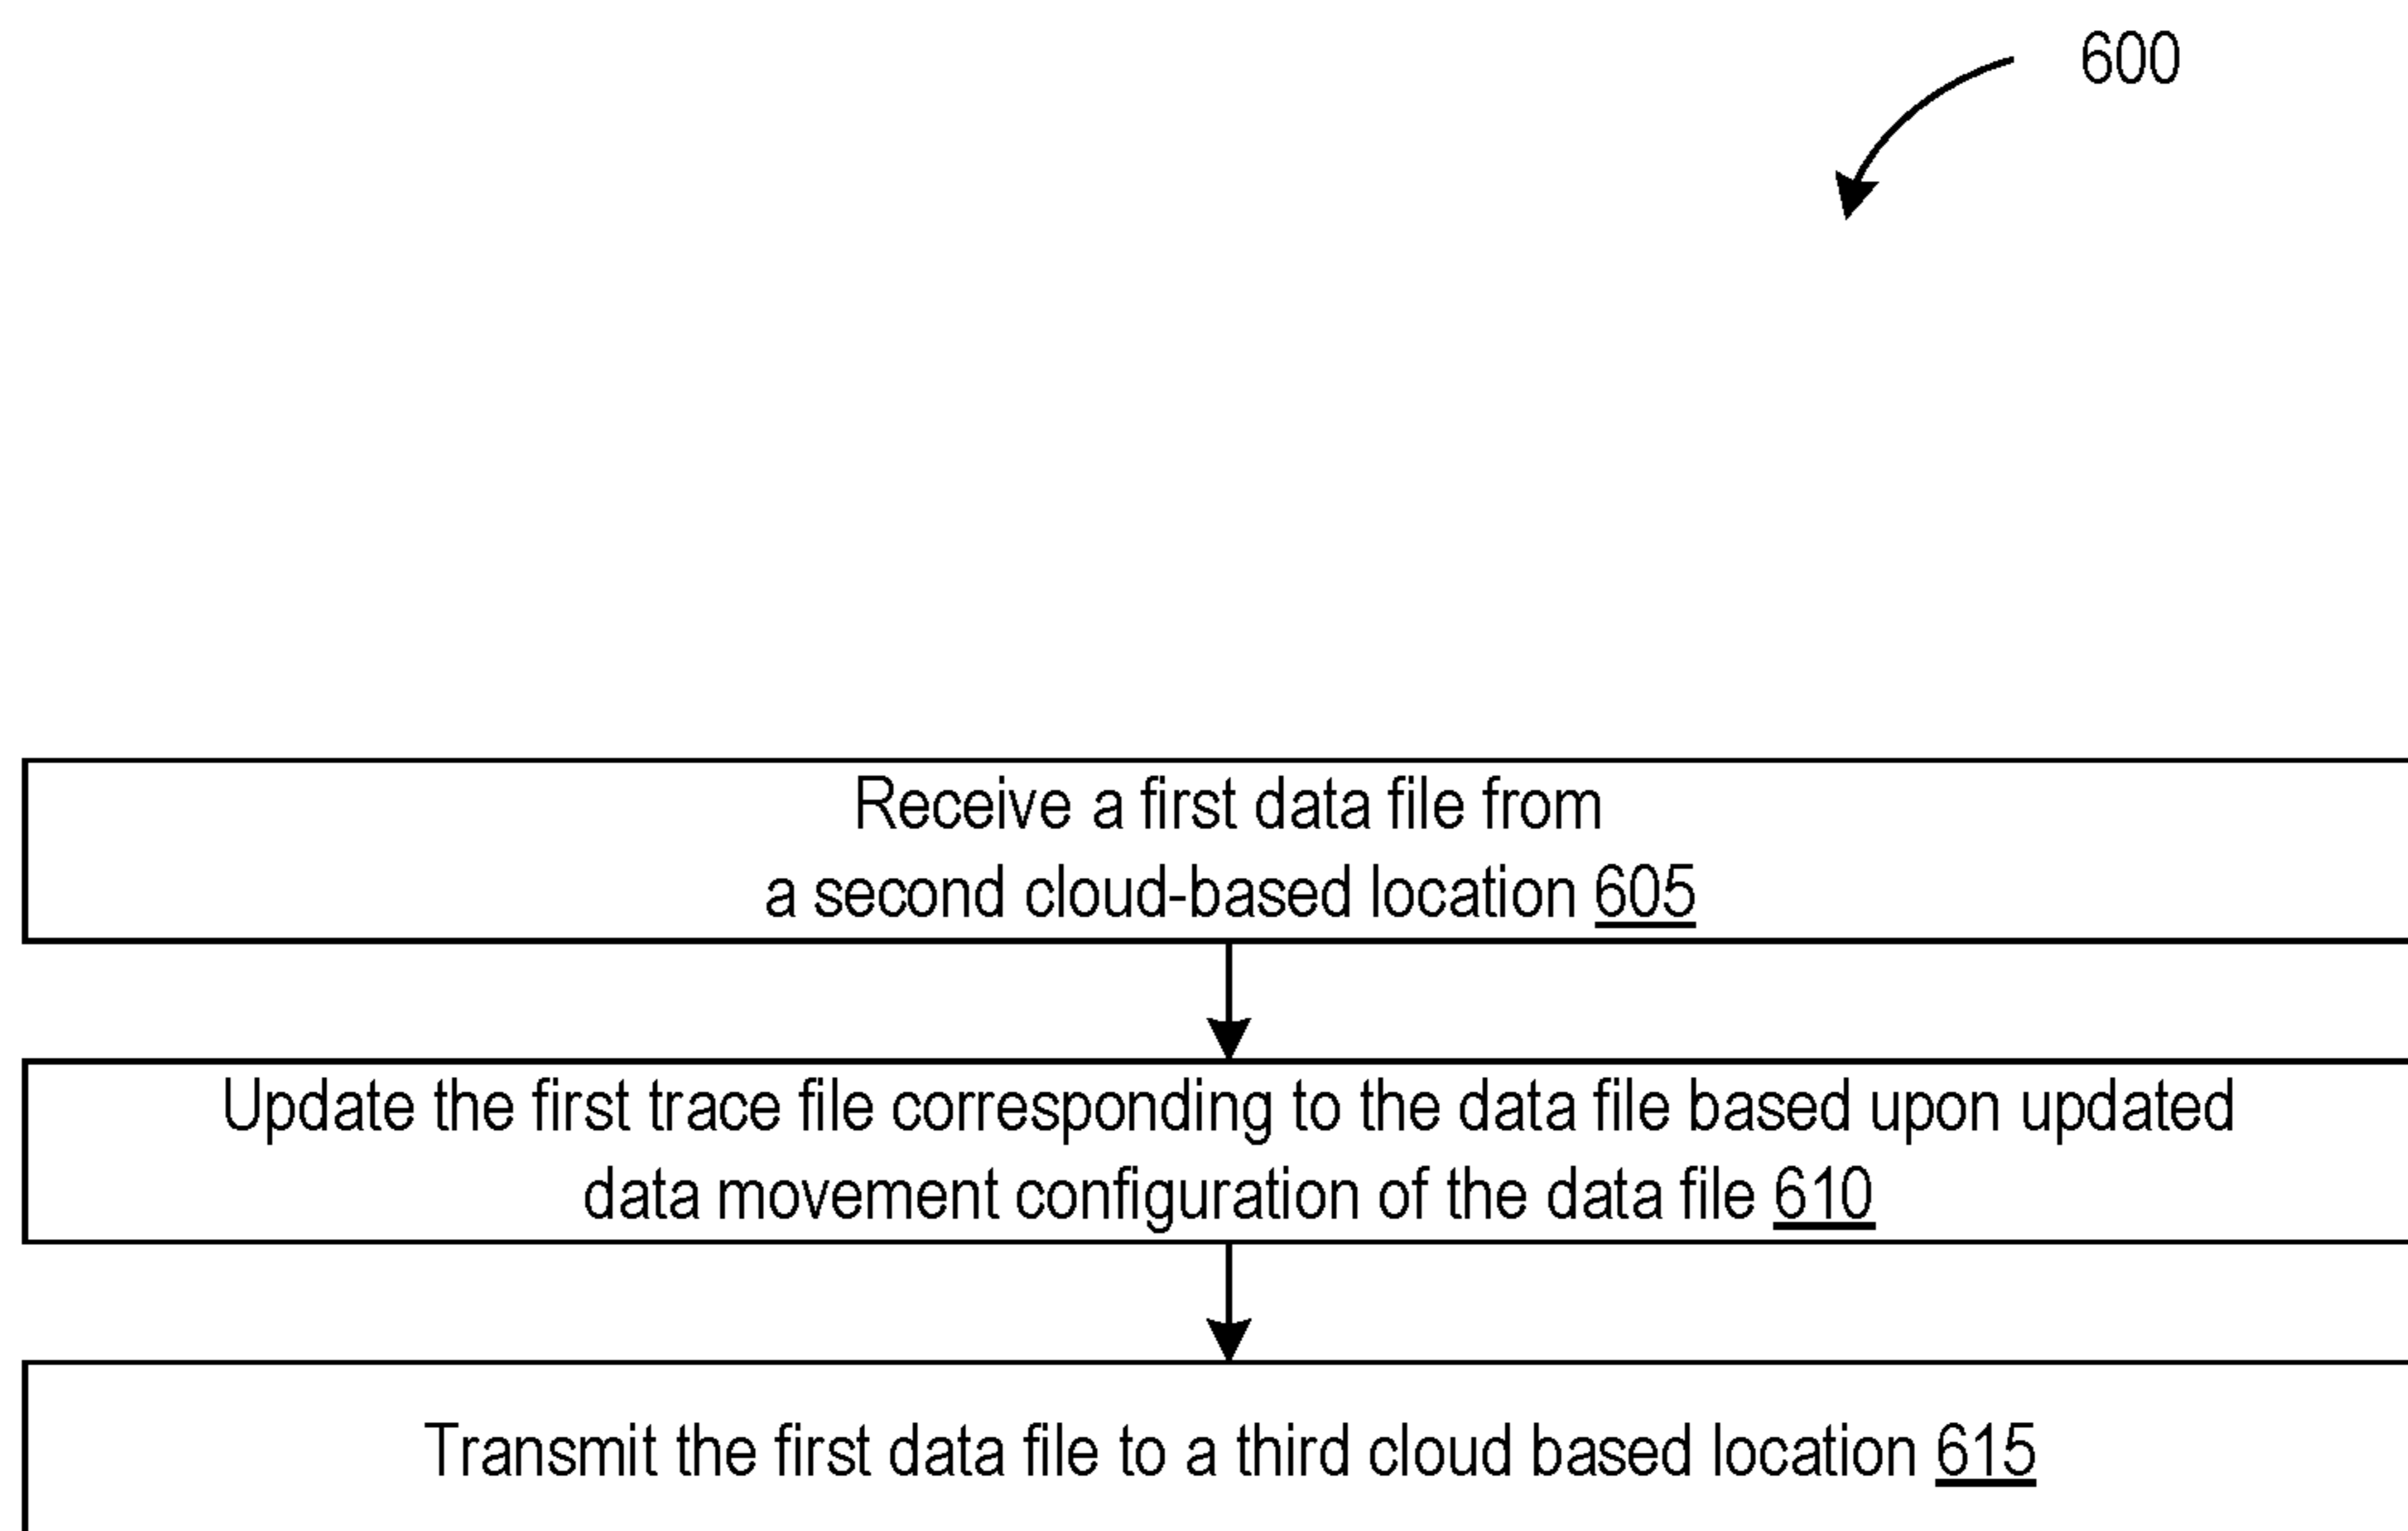 600
Receive a first data file from
a second cloud-based location 605
Update the first trace file corresponding to the data file based upon updated
data movement configuration of the data file 610
Transmit the first data file to a third cloud based location 615